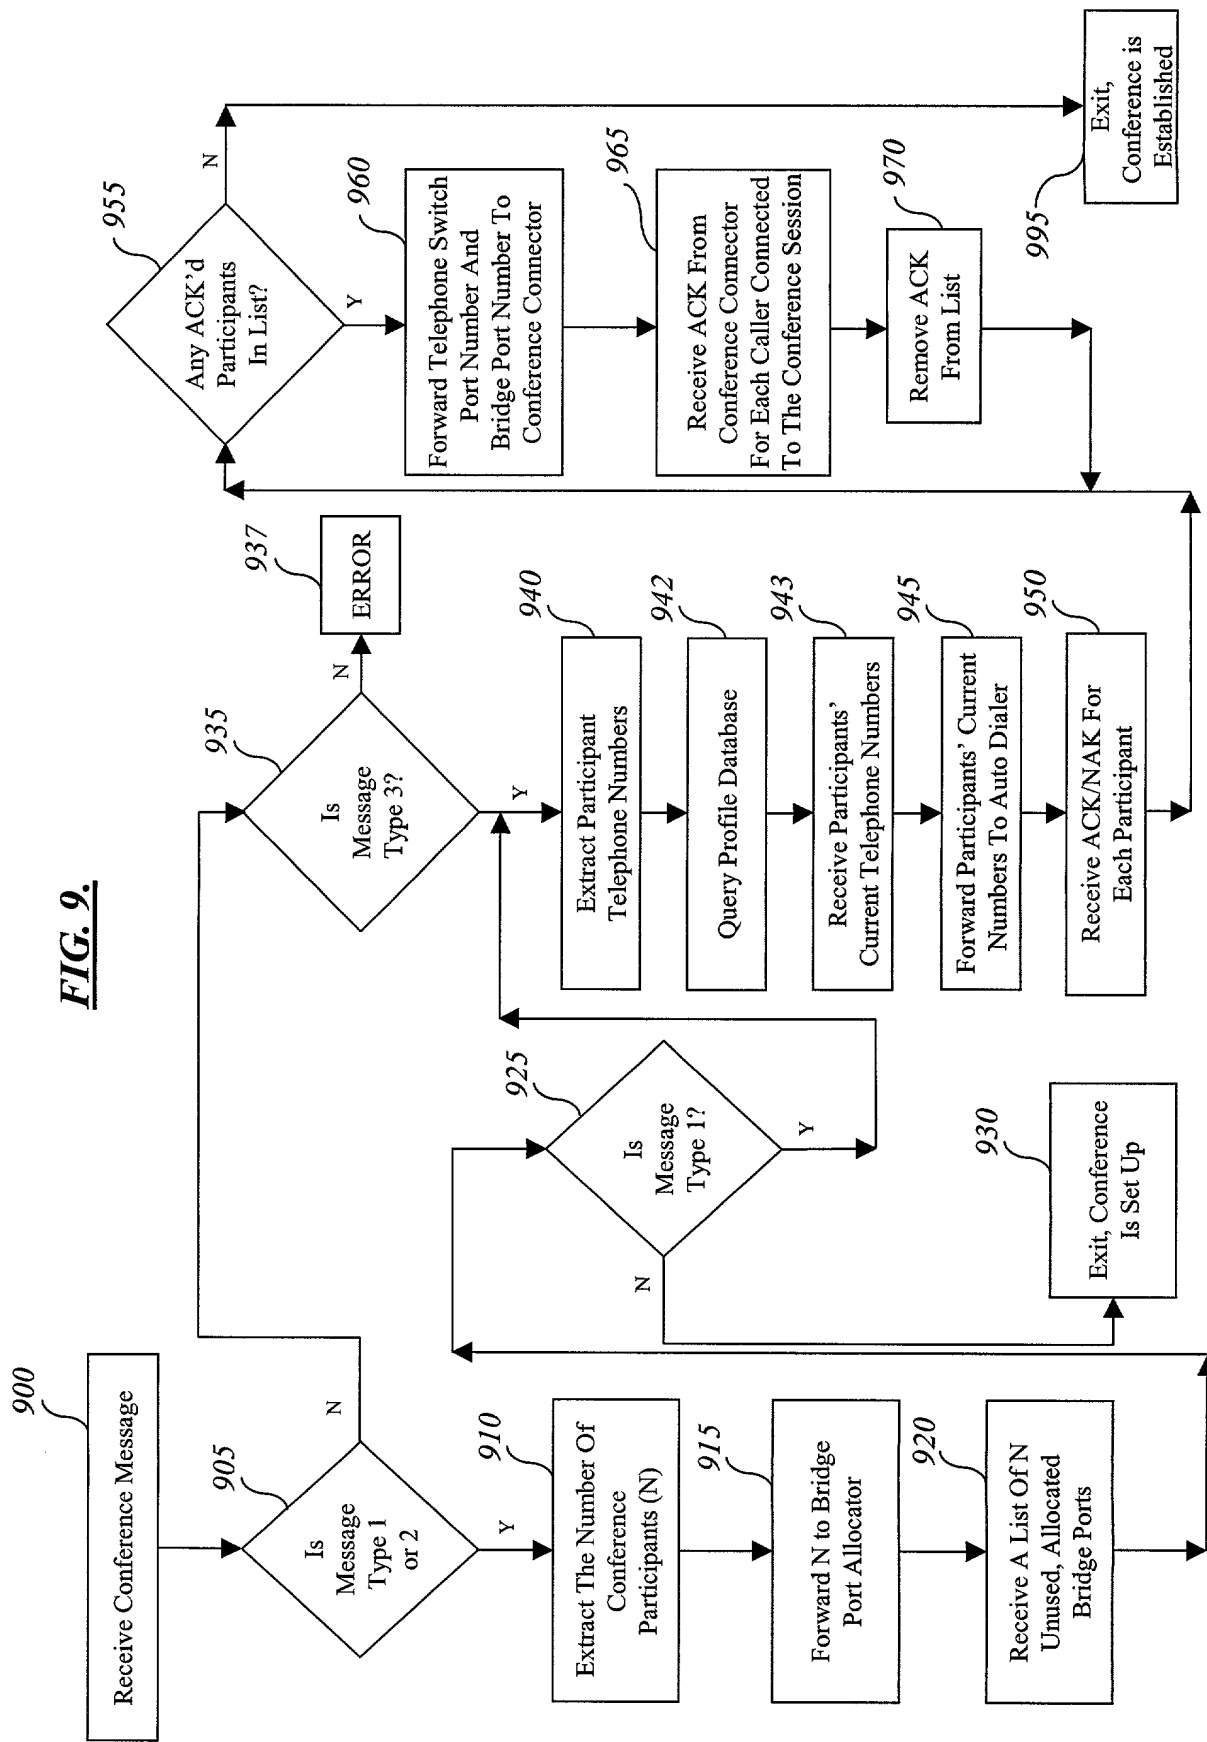 FIG. 9.
900
Receive Conference Message
905
Is
Message
Type 1
or 2
N
Y
910
Extract The Number Of
Conference
Participants (N)
915
Forward N to Bridge
Port Allocator
920
Receive A List Of N
Unused, Allocated
Bridge Ports
925
Is
Message
Type 1?
N
Y
930
Exit, Conference
Is Set Up
935
Is
Message
Type 3?
N
Y
937
ERROR
940
Extract Participant
Telephone Numbers
942
Query Profile Database
943
Receive Participants'
Current Telephone Numbers
945
Forward Participants' Current
Numbers To Auto Dialer
950
Receive ACK/NAK For
Each Participant
955
Any ACK'd
Participants
In List?
N
Y
960
Forward Telephone Switch
Port Number And
Bridge Port Number To
Conference Connector
965
Receive ACK From
Conference Connector
For Each Caller Connected
To The Conference Session
970
Remove ACK
From List
995
Exit,
Conference is
Established